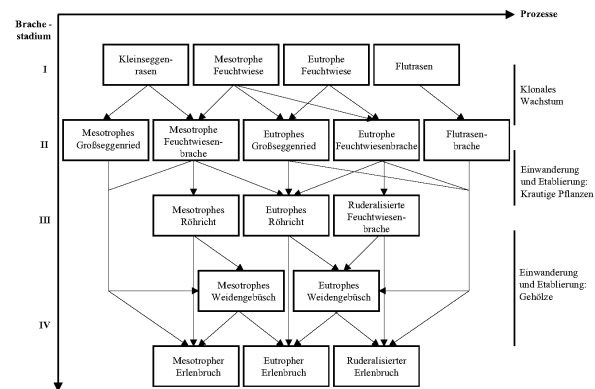 Prozesse
Brache -
stadium
I
Kleinseggen-
rasen
Mesotrophe
Feuchtwiese
Eutrophe
Feuchtwiese
Flutrasen
Klonales
Wachstum
II
Mesotrophes
Großseggenried
Mesotrophe
Feuchtwiesen-
brache
Eutrophes
Großseggenried
Eutrophe
Feuchtwiesenbrache
Flutrasen-
brache
Einwanderung
und Etablierung:
Krautige Pflanzen
III
Mesotrophes
Röhricht
Eutrophes
Röhricht
Ruderalisierte
Feuchtwiesen-
brache
Einwanderung
und Etablierung:
Gehölze
Mesotrophes
Weidengebüsch
Eutrophes
Weidengebüsch
IV
Mesotropher
Erlenbruch
Eutropher
Erlenbruch
Ruderalisierter
Erlenbruch